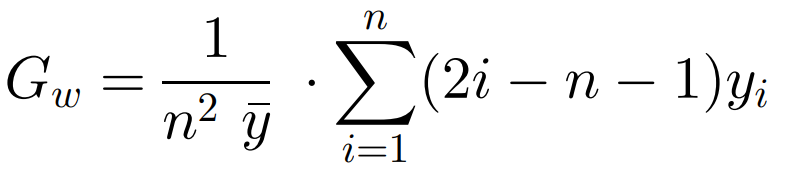 G_w = \frac{1}{n^2 \ \bar{y}} \cdot \sum_{i=1}^{n} (2i - n - 1) y_i